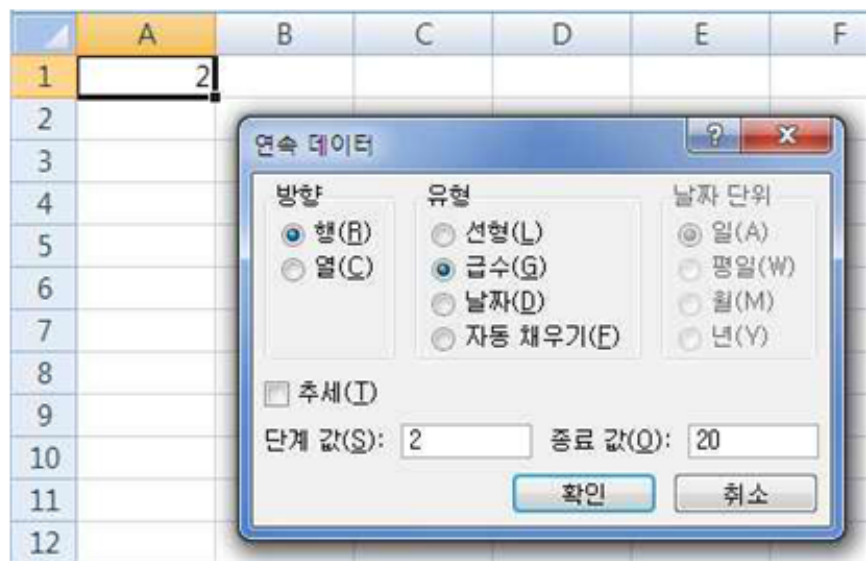 A B C D E F
1 2
2
3
4
5
6
7
8
9
10
11
12
연속 데이터
방향 유형 날짜 단위
행(R) 선형(L) 일(A)
열(C) 급수(G) 평일(W)
날짜(D) 월(M)
자동 채우기(F) 년(Y)
추세(T)
단계 값(S): 2 종료 값(O): 20
확인 취소